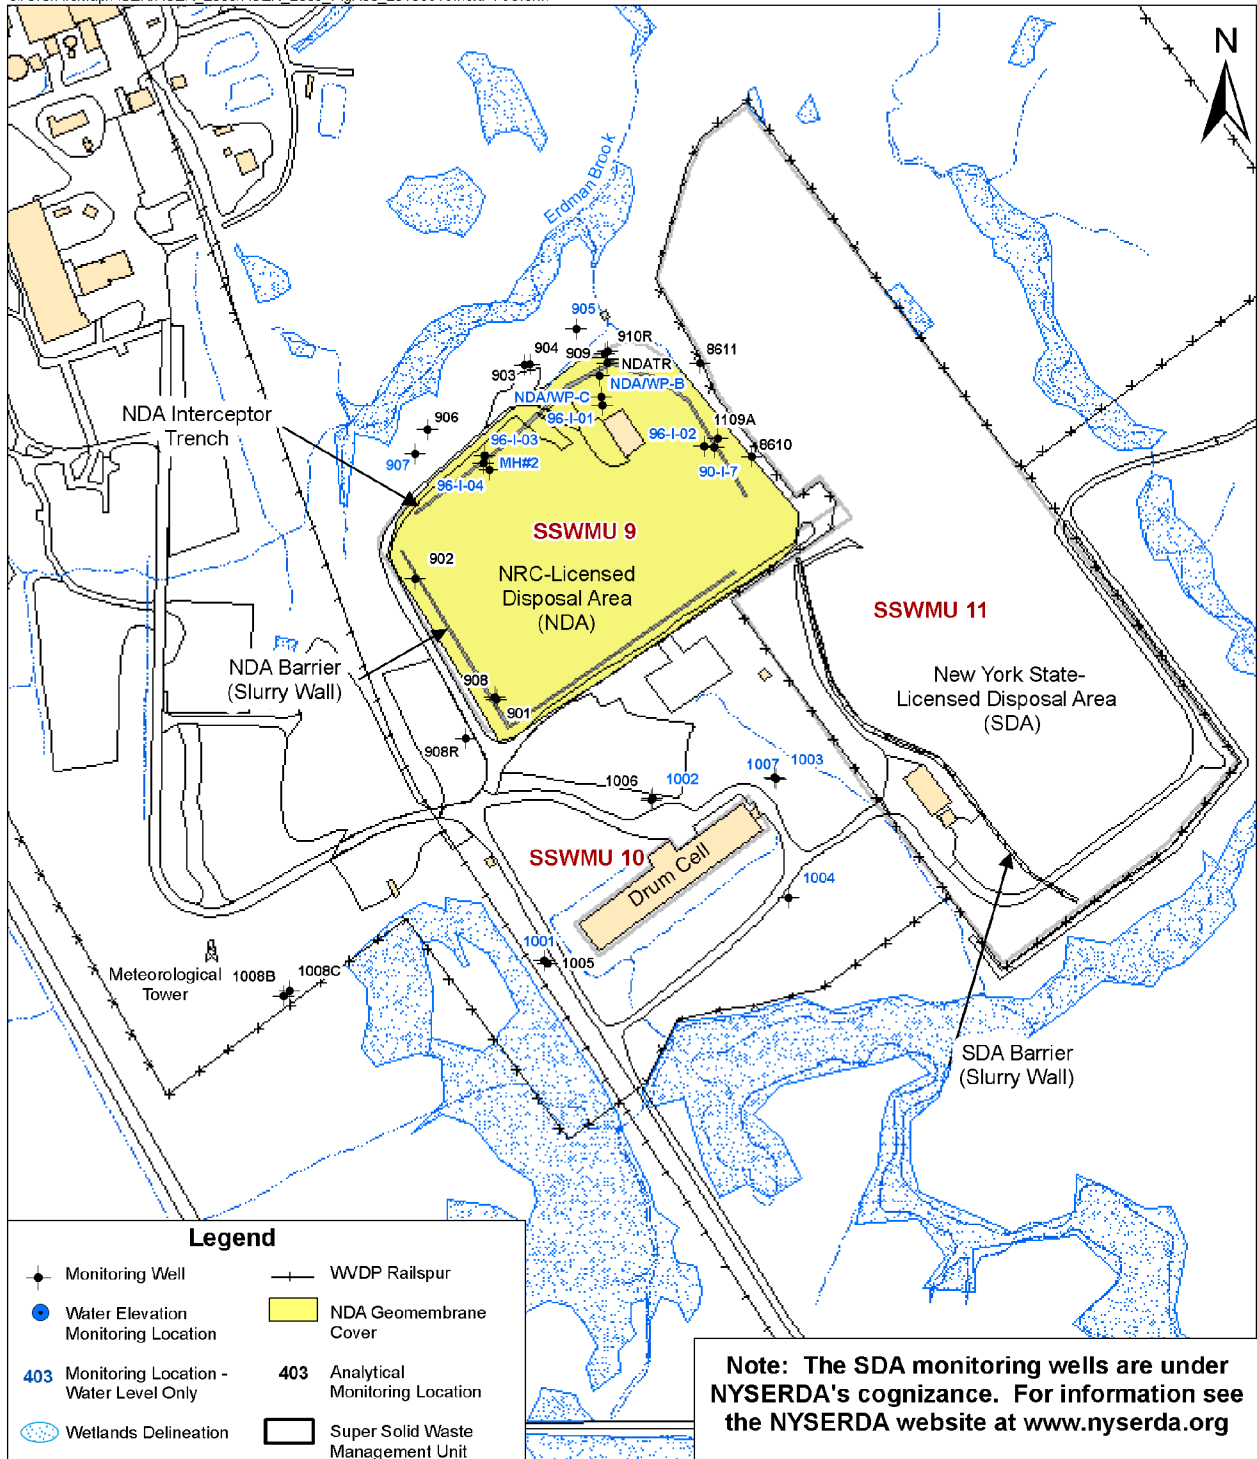 N
Erdman Brook
905
910R
904
909
8611
NDATR
903
NDA/WP-B
NDA/WP-C
NDA Interceptor
Trench
96-I-01
906
1109A
96-I-03
96-I-02
8610
907
MH#2
90-I-7
96-I-04
SSWMU 9
902
NRC-Licensed
Disposal Area
(NDA)
SSWMU 11
NDA Barrier
(Slurry Wall)
908
901
New York State-
Licensed Disposal Area
(SDA)
908R
1006
1002
1007
1003
SSWMU 10
Drum Cell
1004
1001
1005
Meteorological
Tower
1008B
1008C
SDA Barrier
(Slurry Wall)
Legend
Monitoring Well
WVDP Railspur
Water Elevation
Monitoring Location
NDA Geomembrane
Cover
403
Monitoring Location -
Water Level Only
403
Analytical
Monitoring Location
Wetlands Delineation
Super Solid Waste
Management Unit
Note: The SDA monitoring wells are under
NYSERDA's cognizance. For information see
the NYSERDA website at www.nyserda.org